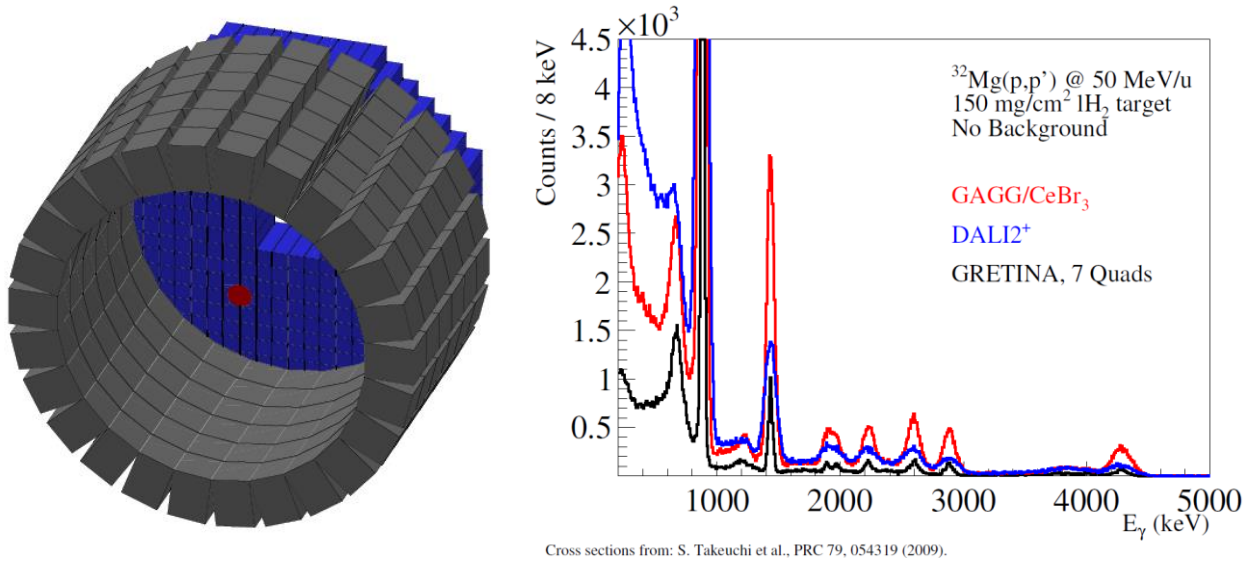 ×10³
Counts / 8 keV
4.5
4
3.5
3
2.5
2
1.5
1
0.5
³²Mg(p,p’) @ 50 MeV/u
150 mg/cm² lH₂ target
No Background
GAGG/CeBr₃
DALI2⁺
GRETINA, 7 Quads
1000 2000 3000 4000 5000
Eᵧ (keV)
Cross sections from: S. Takeuchi et al., PRC 79, 054319 (2009).